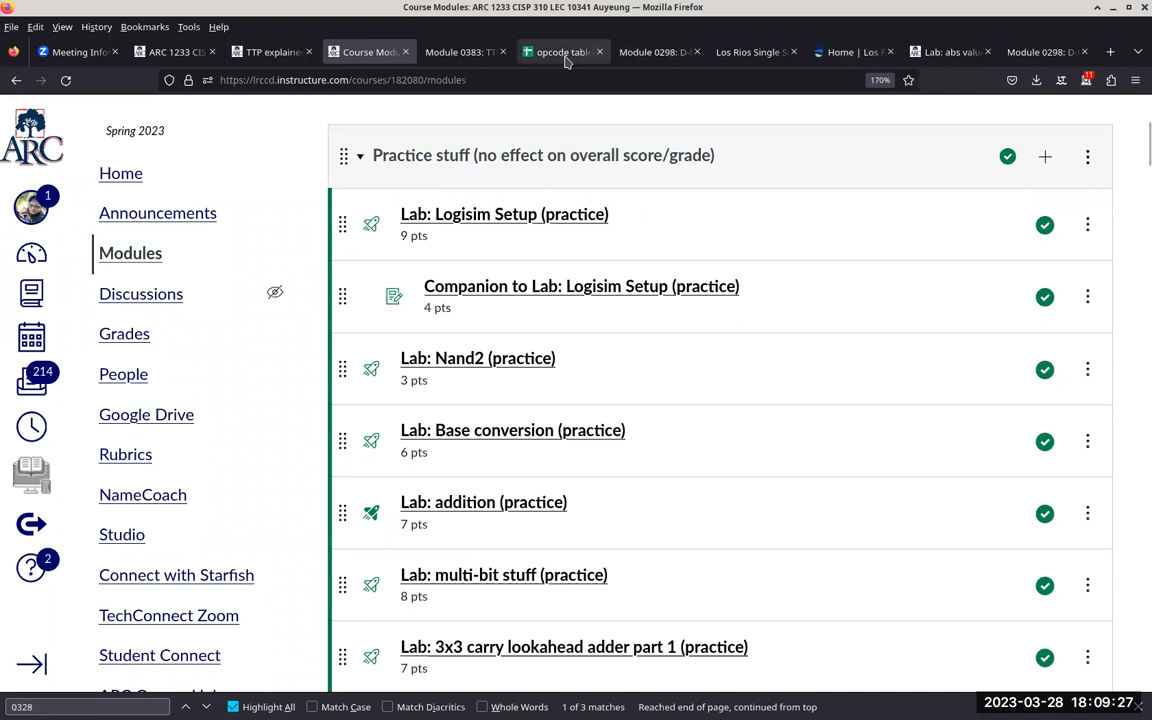 Course Modules: ARC 1233 CISP 310 LEC 10341 Auyeung — Mozilla Firefox
File Edit View History Bookmarks Tools Help
Meeting Info ARC 1233 CIS TTP explaine Course Modu Module 0383: TT opcode table Module 0298: D- Los Rios Single S Home | Los R Lab: abs valu Module 0298: D-
https://lrccd.instructure.com/courses/182080/modules 170% 11
ARC
Spring 2023
Home
Announcements
Modules
Discussions
Grades
People
Google Drive
Rubrics
NameCoach
Studio
Connect with Starfish
TechConnect Zoom
Student Connect
1
214
2
Practice stuff (no effect on overall score/grade)
Lab: Logisim Setup (practice)
9 pts
Companion to Lab: Logisim Setup (practice)
4 pts
Lab: Nand2 (practice)
3 pts
Lab: Base conversion (practice)
6 pts
Lab: addition (practice)
7 pts
Lab: multi-bit stuff (practice)
8 pts
Lab: 3x3 carry lookahead adder part 1 (practice)
7 pts
0328 Highlight All Match Case Match Diacritics Whole Words 1 of 3 matches Reached end of page, continued from top
2023-03-28 18:09:27